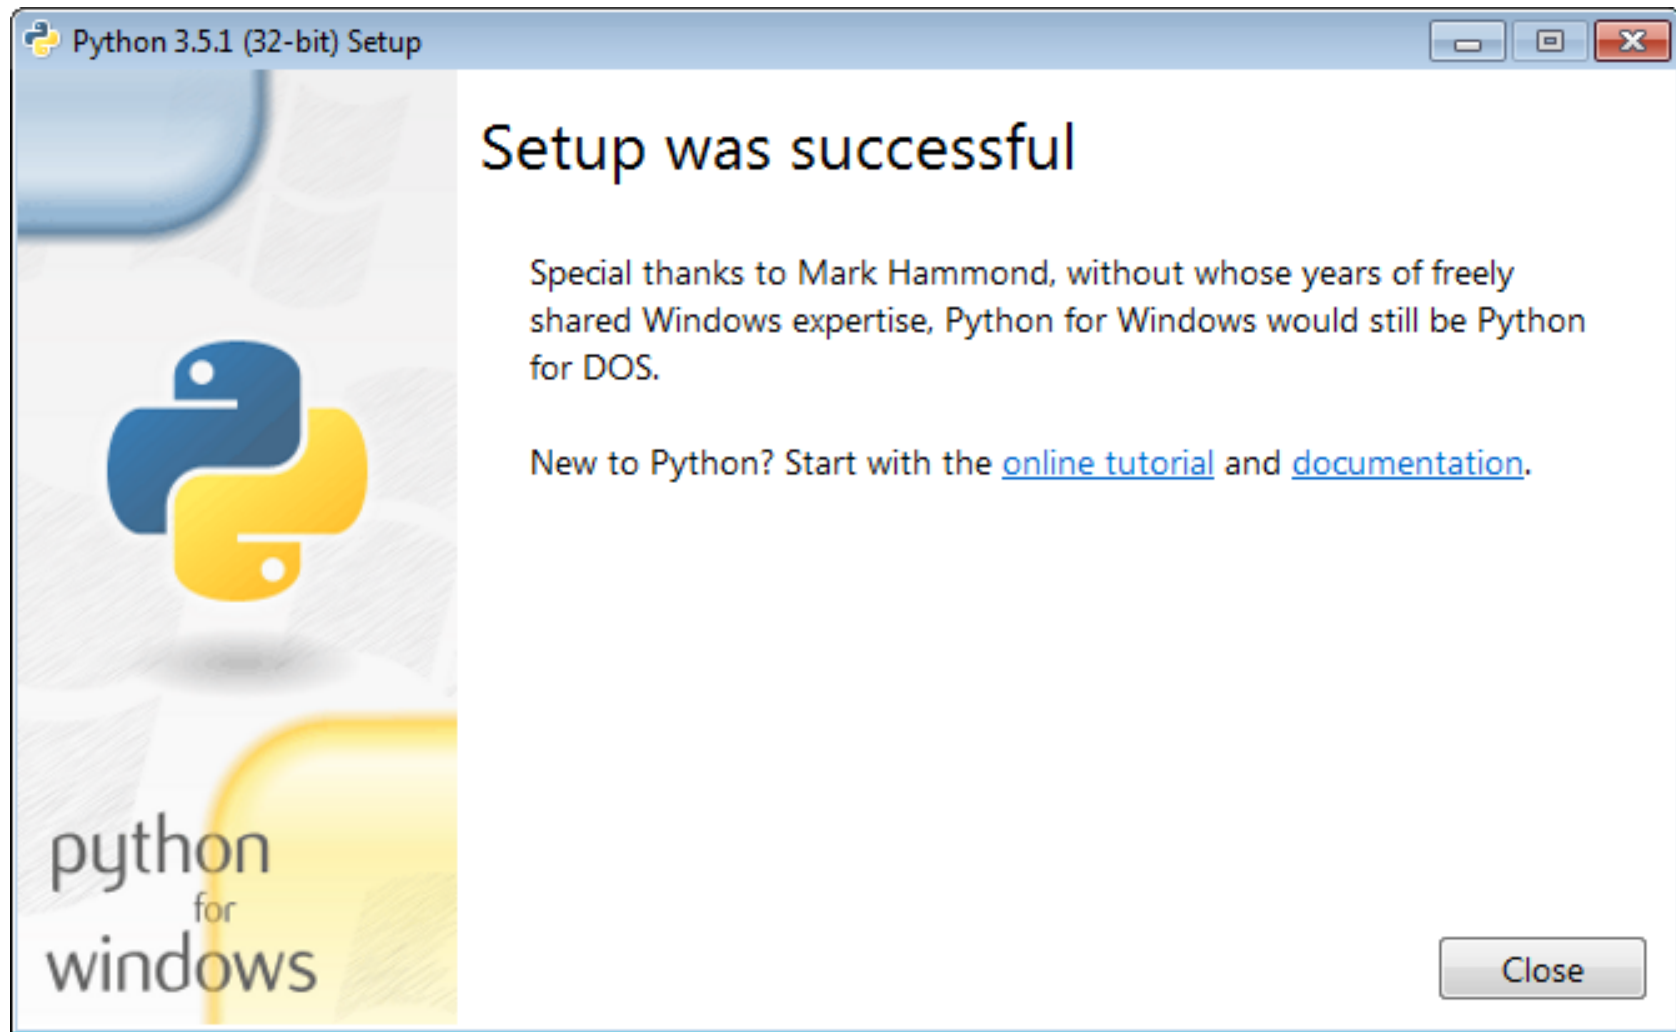 Python 3.5.1 (32-bit) Setup
Setup was successful
Special thanks to Mark Hammond, without whose years of freely
shared Windows expertise, Python for Windows would still be Python
for DOS.
New to Python? Start with the online tutorial and documentation.
python
for
windows
Close